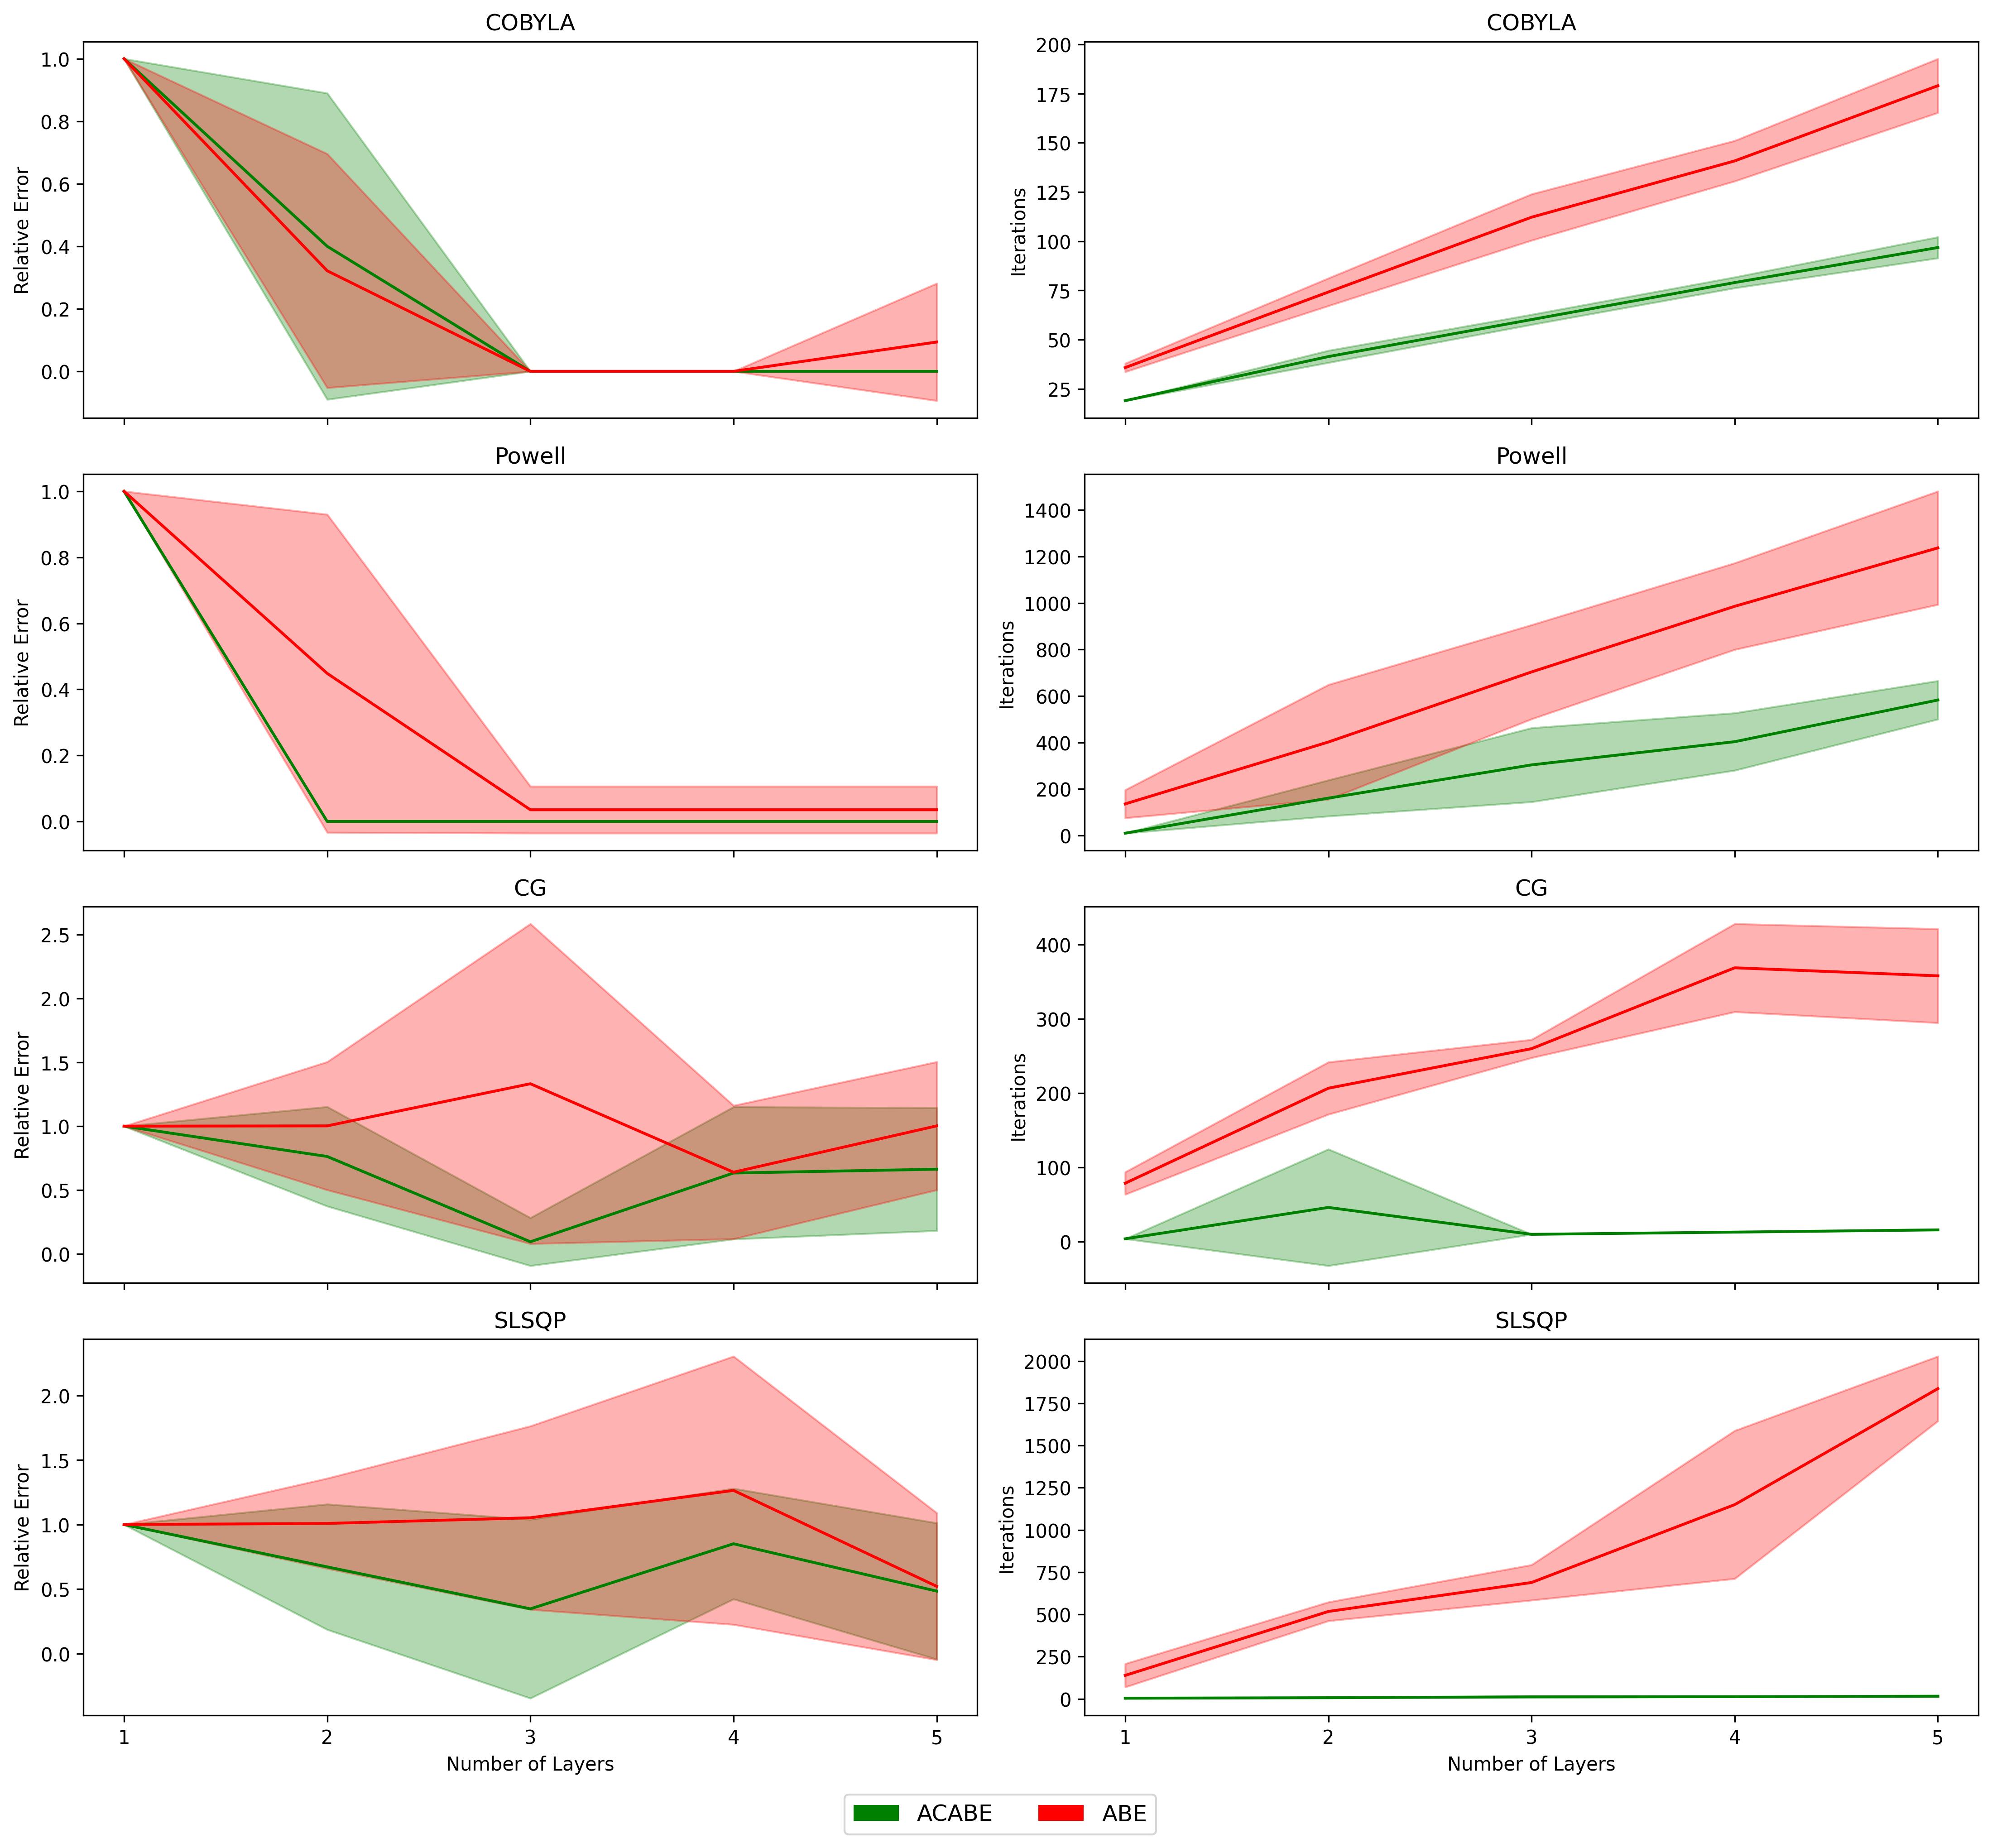 COBYLA
Relative Error
1.0
0.8
0.6
0.4
0.2
0.0
COBYLA
Iterations
200
175
150
125
100
75
50
25
Powell
Relative Error
1.0
0.8
0.6
0.4
0.2
0.0
Powell
Iterations
1400
1200
1000
800
600
400
200
0
CG
Relative Error
2.5
2.0
1.5
1.0
0.5
0.0
CG
Iterations
400
300
200
100
0
SLSQP
Relative Error
2.0
1.5
1.0
0.5
0.0
1 2 3 4 5
Number of Layers
SLSQP
Iterations
2000
1750
1500
1250
1000
750
500
250
0
1 2 3 4 5
Number of Layers
ACABE ABE